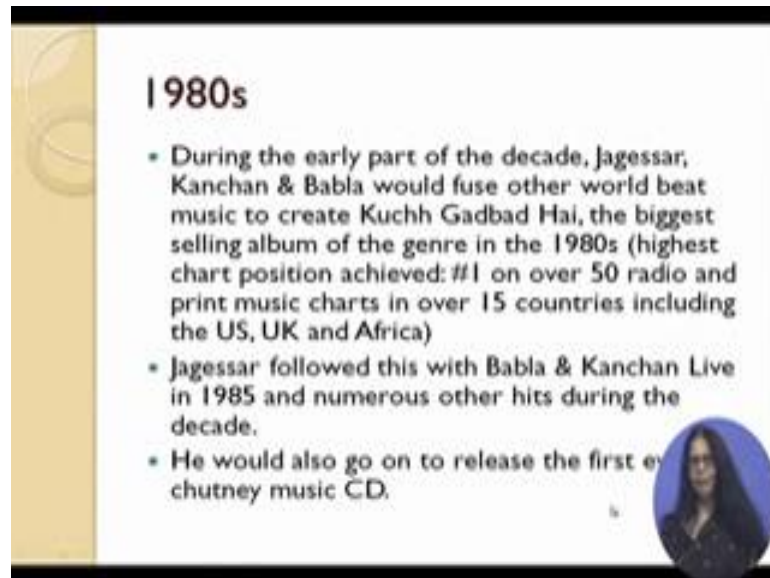 1980s
During the early part of the decade, Jagessar,
Kanchan & Babla would fuse other world beat
music to create Kuchh Gadbad Hai, the biggest
selling album of the genre in the 1980s (highest
chart position achieved: #1 on over 50 radio and
print music charts in over 15 countries including
the US, UK and Africa)
Jagessar followed this with Babla & Kanchan Live
in 1985 and numerous other hits during the
decade.
He would also go on to release the first
chutney music CD.